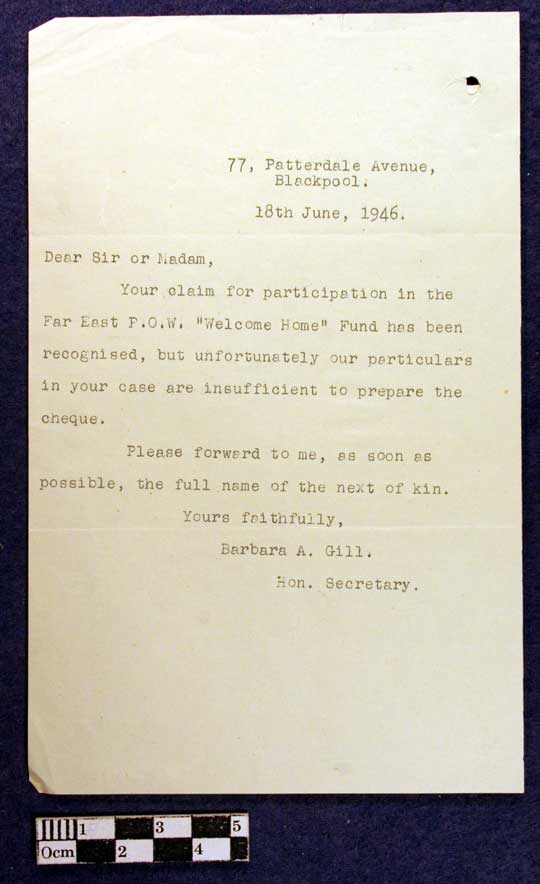 77, Patterdale Avenue,
Blackpool.
18th June, 1946.
Dear Sir or Madam,
Your claim for participation in the
Far East P.O.W. "Welcome Home" Fund has been
recognised, but unfortunately our particulars
in your case are insufficient to prepare the
cheque.
Please forward to me, as soon as
possible, the full name of the next of kin.
Yours faithfully,
Barbara A. Gill.
Hon. Secretary.
1 3 5
0cm 2 4